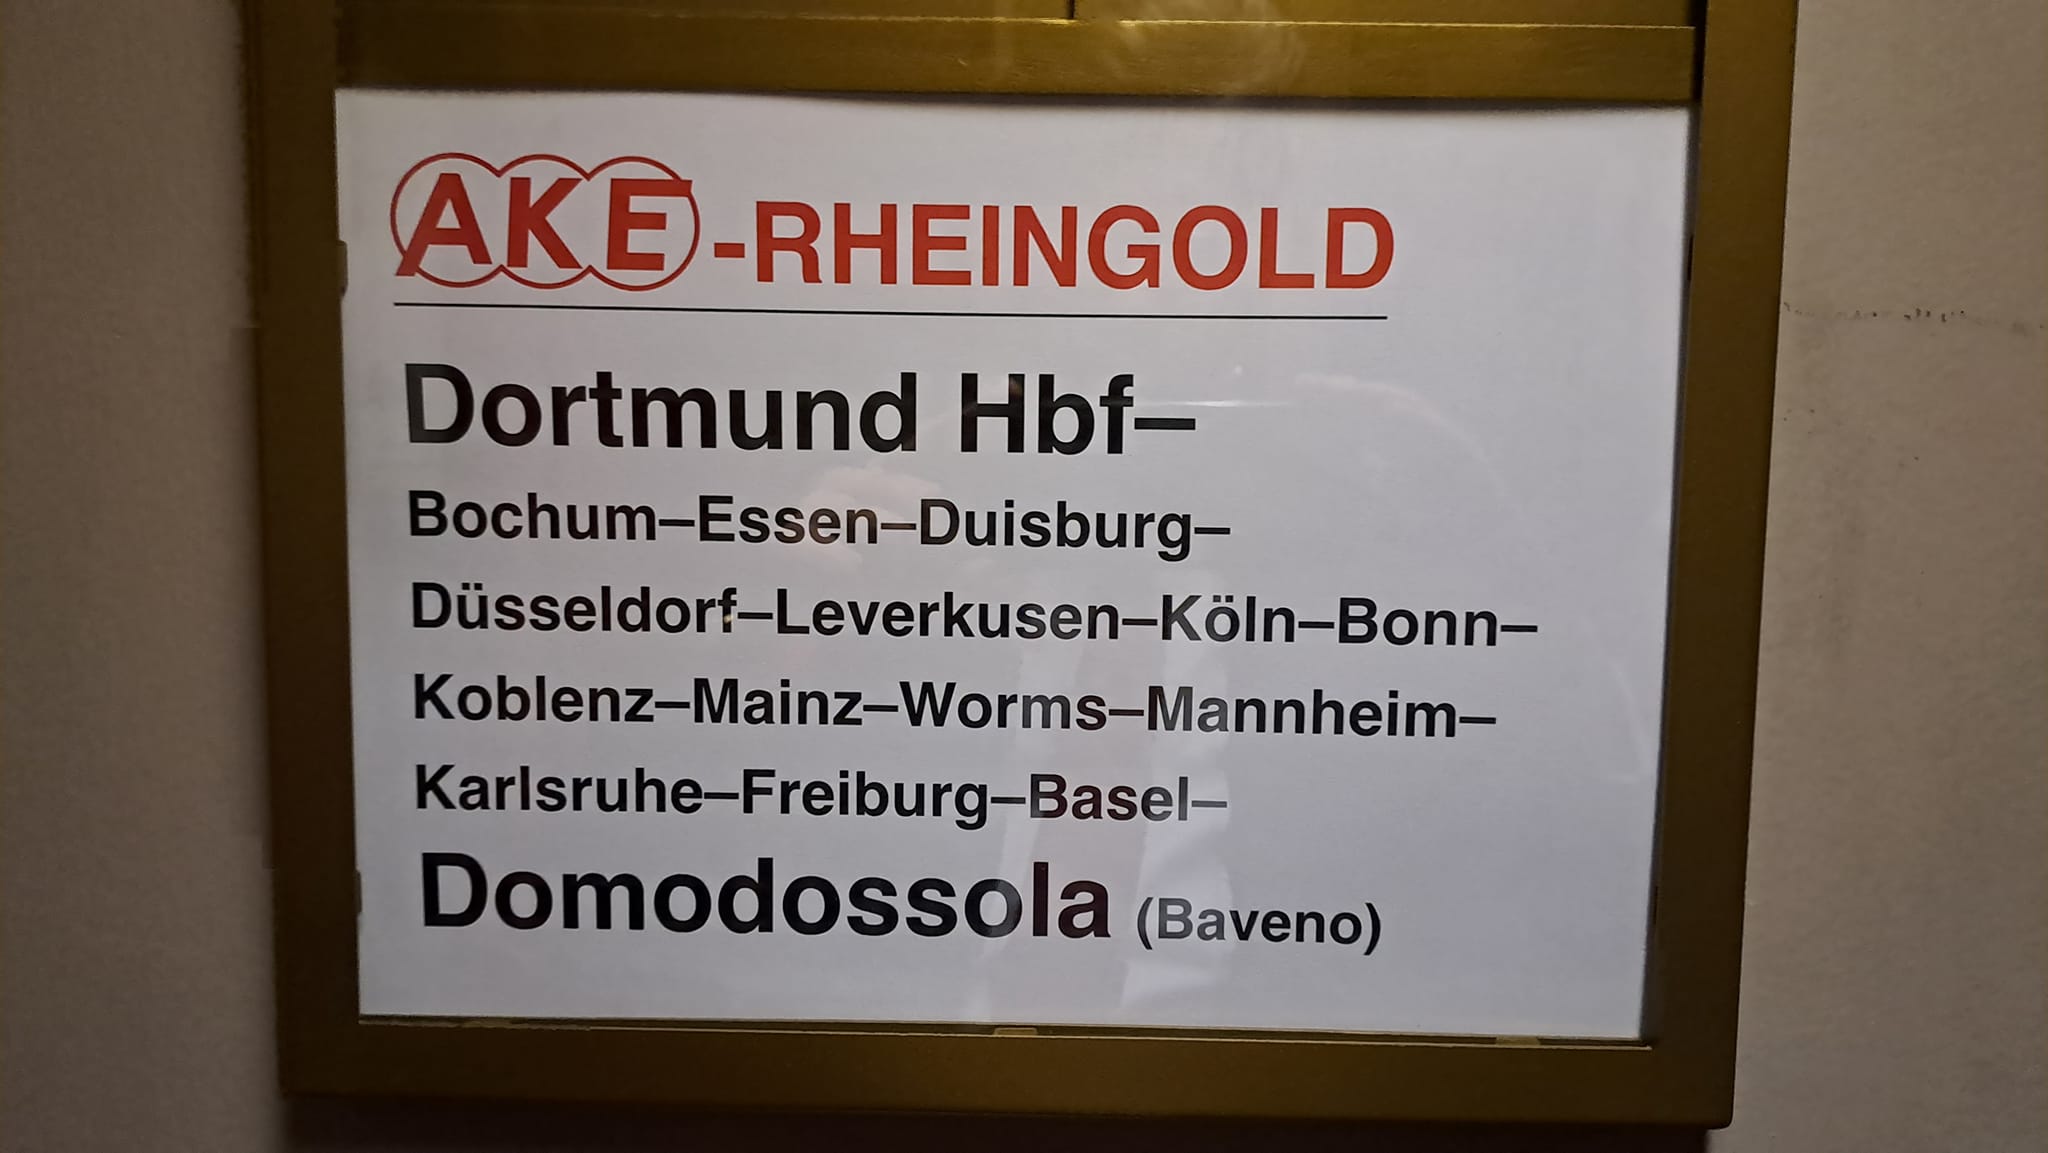 AKE-RHEINGOLD
Dortmund Hbf–
Bochum–Essen–Duisburg–
Düsseldorf–Leverkusen–Köln–Bonn–
Koblenz–Mainz–Worms–Mannheim–
Karlsruhe–Freiburg–Basel–
Domodossola (Baveno)